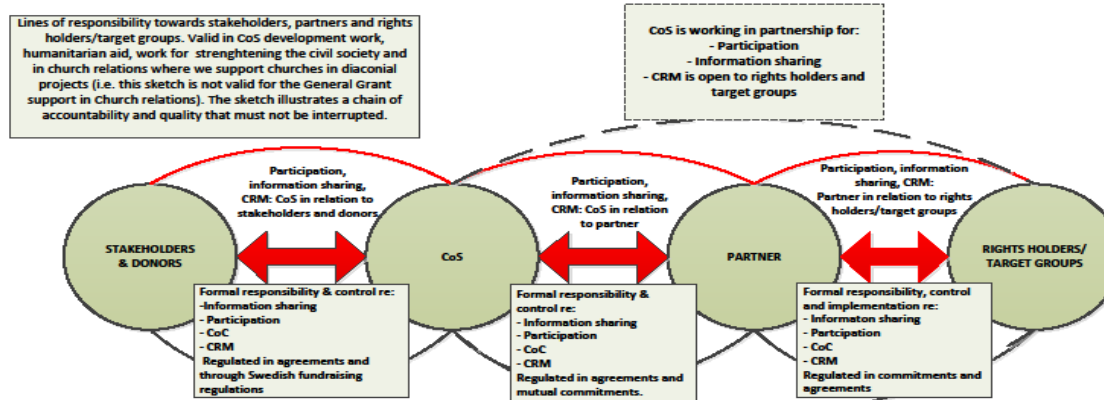 Lines of responsibility towards stakeholders, partners and rights
holders/target groups. Valid in CoS development work,
humanitarian aid, work for strenghtening the civil society and
in church relations where we support churches in diaconial
projects (i.e. this sketch is not valid for the General Grant
support in Church relations). The sketch illustrates a chain of
accountability and quality that must not be interrupted.
CoS is working in partnership for:
- Participation
- Information sharing
- CRM is open to rights holders and
target groups
Participation,
information sharing,
CRM: CoS in relation to
stakeholders and donors
Participation,
information sharing,
CRM: CoS in relation
to partner
Participation, information
sharing, CRM:
Partner in relation to rights
holders/target groups
STAKEHOLDERS
& DONORS
CoS
PARTNER
RIGHTS HOLDERS/
TARGET GROUPS
Formal responsibility & control re:
-Information sharing
- Participation
- CoC
- CRM
Regulated in agreements and
through Swedish fundraising
regulations
Formal responsibility &
control re:
- Information sharing
- Participation
- CoC
- CRM
Regulated in agreements and
mutual commitments.
Formal responsibility, control
and implementation re:
- Informaton sharing
- Partcipation
- CoC
- CRM
Regulated in commitments and
agreements